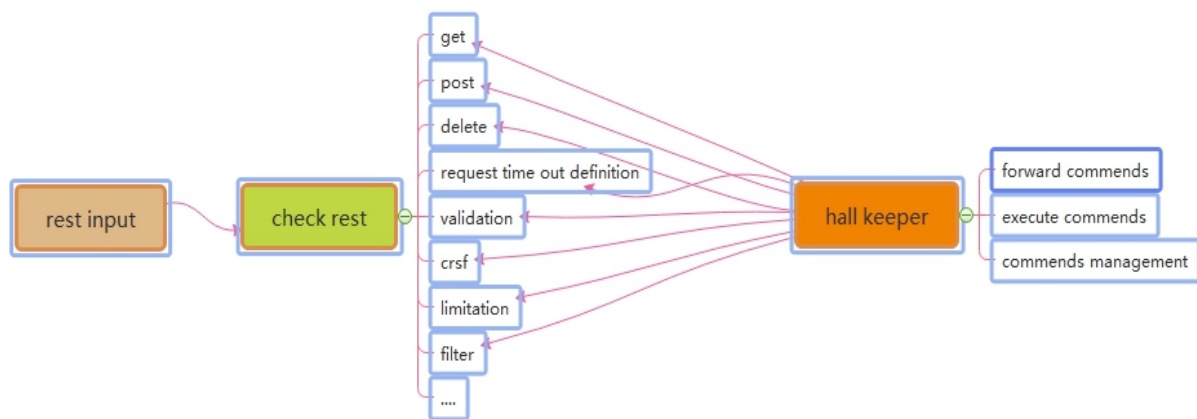 rest input
check rest
get
post
delete
request time out definition
validation
crsf
limitation
filter
....
hall keeper
forward commends
execute commends
commends management